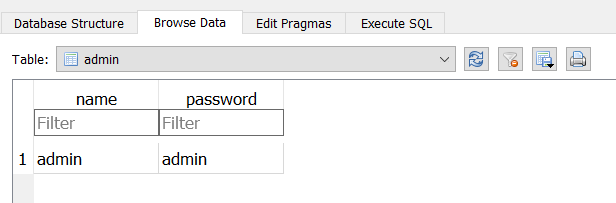 Database Structure Browse Data Edit Pragmas Execute SQL
Table: admin
name password
Filter Filter
1 admin admin